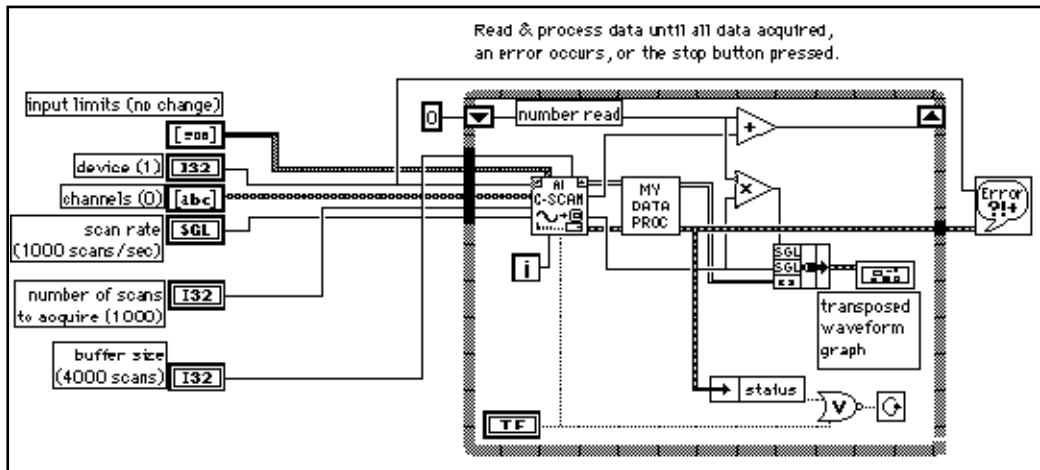 Read & process data until all data acquired,
an error occurs, or the stop button pressed.
input limits (no change)
device (1)
I32
channels (0)
[abc]
scan rate
(1000 scans/sec)
SGL
number of scans
to acquire (1000)
I32
buffer size
(4000 scans)
I32
0
number read
+
AI
C-SCAN
MY
DATA
PROC
x
i
SGL
SGL
transposed
waveform
graph
status
V
TF
Error
?!+